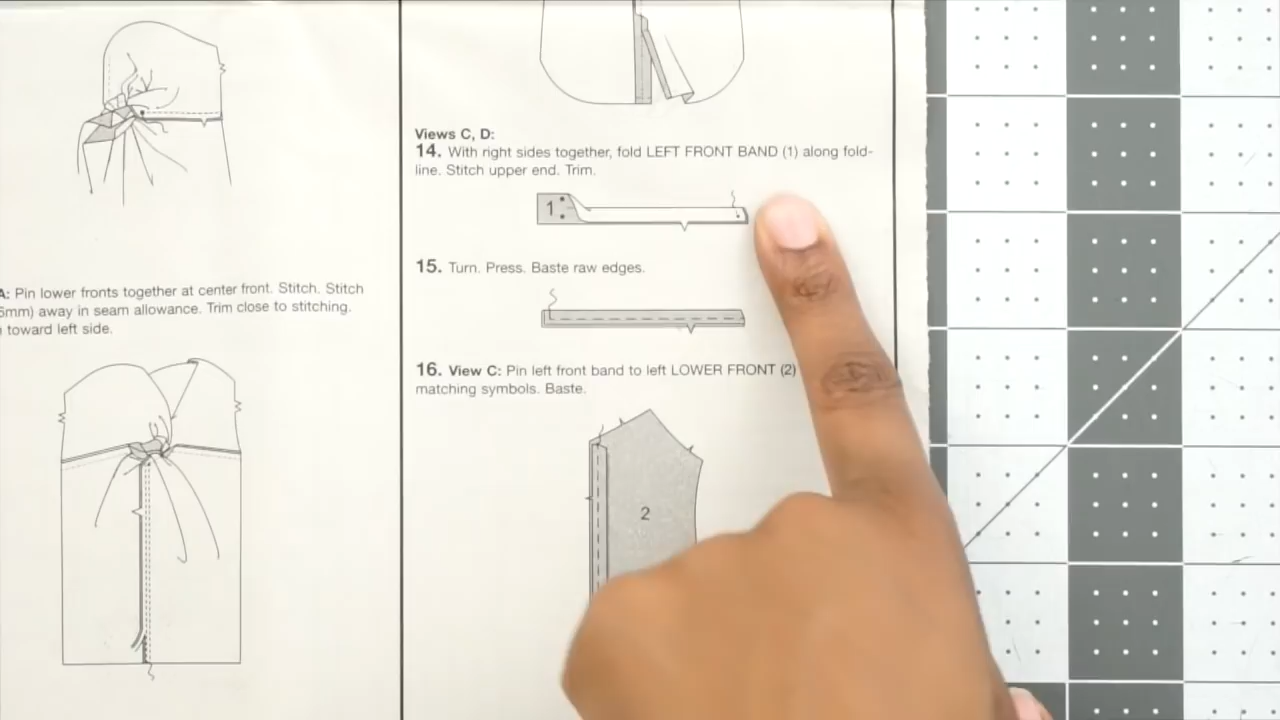 A: Pin lower fronts together at center front. Stitch. Stitch
6mm) away in seam allowance. Trim close to stitching.
toward left side.
Views C, D:
14. With right sides together, fold LEFT FRONT BAND (1) along fold-
line. Stitch upper end. Trim.
1
15. Turn. Press. Baste raw edges.
16. View C: Pin left front band to left LOWER FRONT (2)
matching symbols. Baste.
2